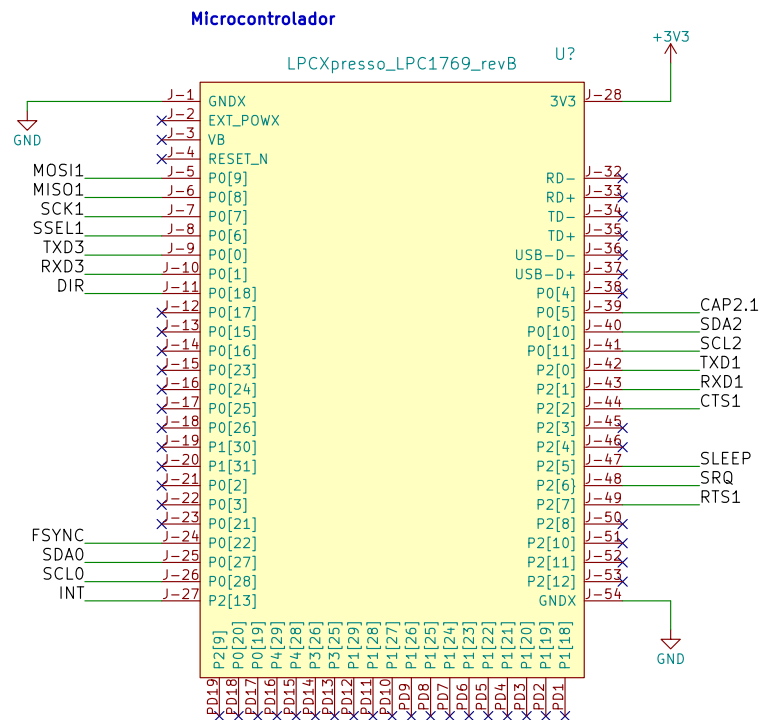 Microcontrolador
U?
LPCXpresso_LPC1769_revB
+3V3
J-1 GNDX 3V3 J-28
GND
J-2 EXT_POWX
J-3 VB
J-4 RESET_N
MOSI1 J-5 P0[9] RD- J-32
MISO1 J-6 P0[8] RD+ J-33
SCK1 J-7 P0[7] TD- J-34
SSEL1 J-8 P0[6] TD+ J-35
TXD3 J-9 P0[0] USB-D- J-36
RXD3 J-10 P0[1] USB-D+ J-37
DIR J-11 P0[18] P0[4] J-38
J-12 P0[17] P0[5] J-39 CAP2.1
J-13 P0[15] P0[10] J-40 SDA2
J-14 P0[16] P0[11] J-41 SCL2
J-15 P0[23] P2[0] J-42 TXD1
J-16 P0[24] P2[1] J-43 RXD1
J-17 P0[25] P2[2] J-44 CTS1
J-18 P0[26] P2[3] J-45
J-19 P1[30] P2[4] J-46
J-20 P1[31] P2[5] J-47 SLEEP
J-21 P0[2] P2[6} J-48 SRQ
J-22 P0[3] P2[7] J-49 RTS1
J-23 P0[21] P2[8] J-50
FSYNC J-24 P0[22] P2[10] J-51
SDA0 J-25 P0[27] P2[11] J-52
SCL0 J-26 P0[28] P2[12] J-53
INT J-27 P2[13] GNDX J-54
GND
P2[9] P0[20] P0[19] P4[29] P4[28] P3[26] P3[25] P1[29] P1[28] P1[27] P1[26] P1[25] P1[24] P1[23] P1[22] P1[21] P1[20] P1[19] P1[18]
PD19 PD18 PD17 PD16 PD15 PD14 PD13 PD12 PD11 PD10 PD9 PD8 PD7 PD6 PD5 PD4 PD3 PD2 PD1